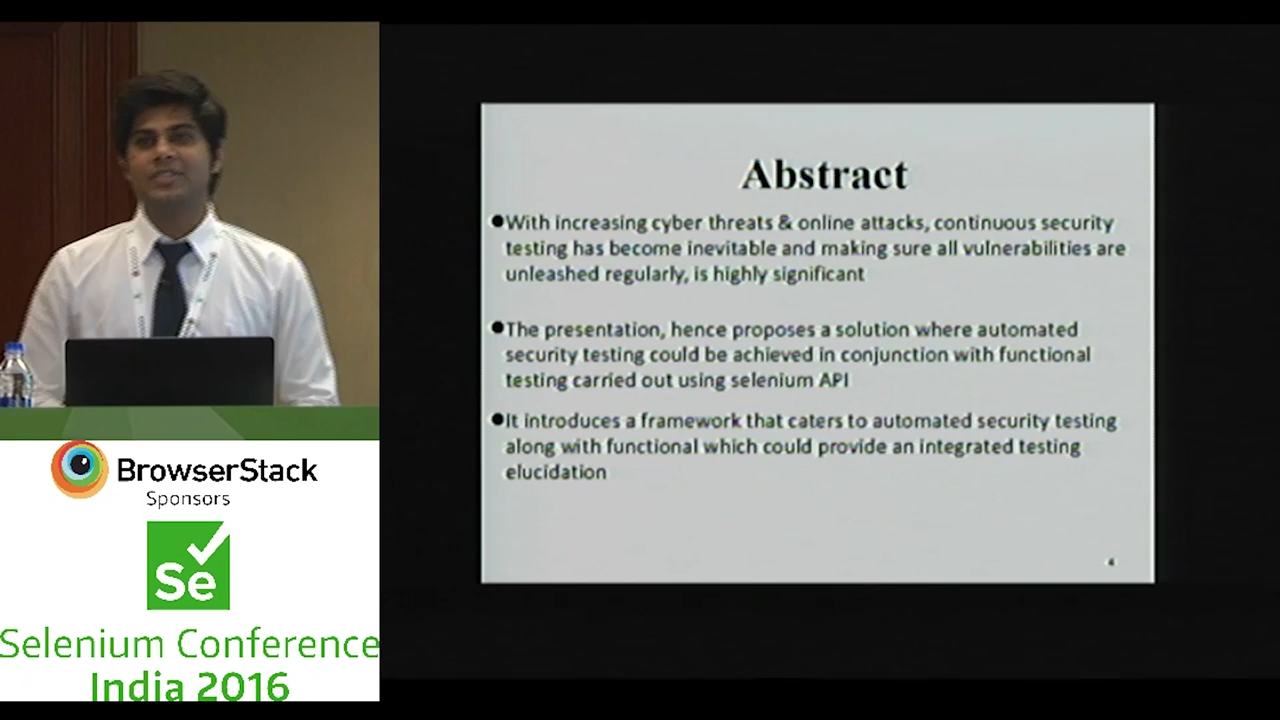 Abstract
●With increasing cyber threats & online attacks, continuous security
testing has become inevitable and making sure all vulnerabilities are
unleashed regularly, is highly significant
●The presentation, hence proposes a solution where automated
security testing could be achieved in conjunction with functional
testing carried out using selenium API
●It introduces a framework that caters to automated security testing
along with functional which could provide an integrated testing
elucidation
4
BrowserStack
Sponsors
Se
Selenium Conference
India 2016